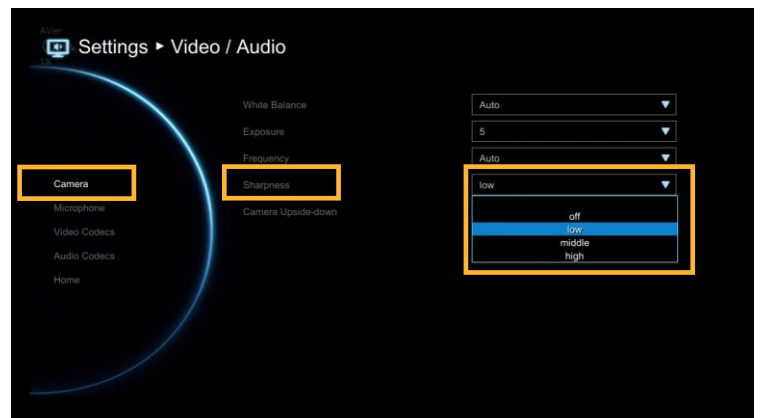 AVer
Settings ► Video / Audio
White Balance
Auto
Exposure
5
Frequency
Auto
Camera
Sharpness
low
Microphone
Camera Upside-down
off
low
Video Codecs
middle
Audio Codecs
high
Home